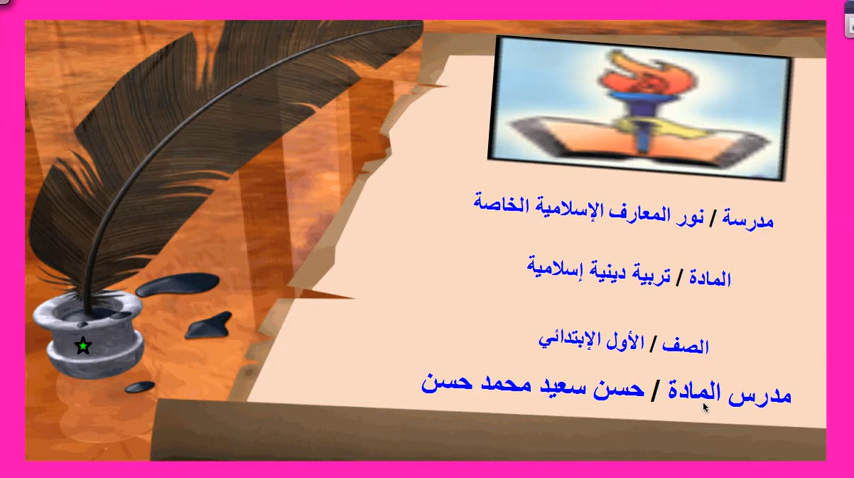 مدرسة / نور المعارف الإسلامية الخاصة
المادة / تربية دينية إسلامية
الصف / الأول الإبتدائي
مدرس المادة / حسن سعيد محمد حسن